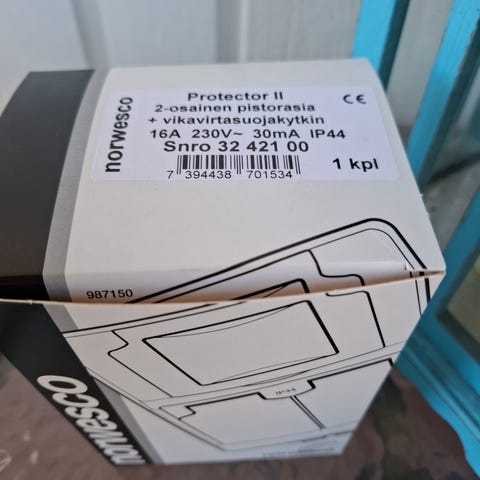 norwesco
Protector II
2-osainen pistorasia
+ vikavirtasuojakytkin
16A 230V~ 30mA IP44
Snro 32 421 00
7 394438 701534
1 kpl
CE
987150
IP44
norwesco